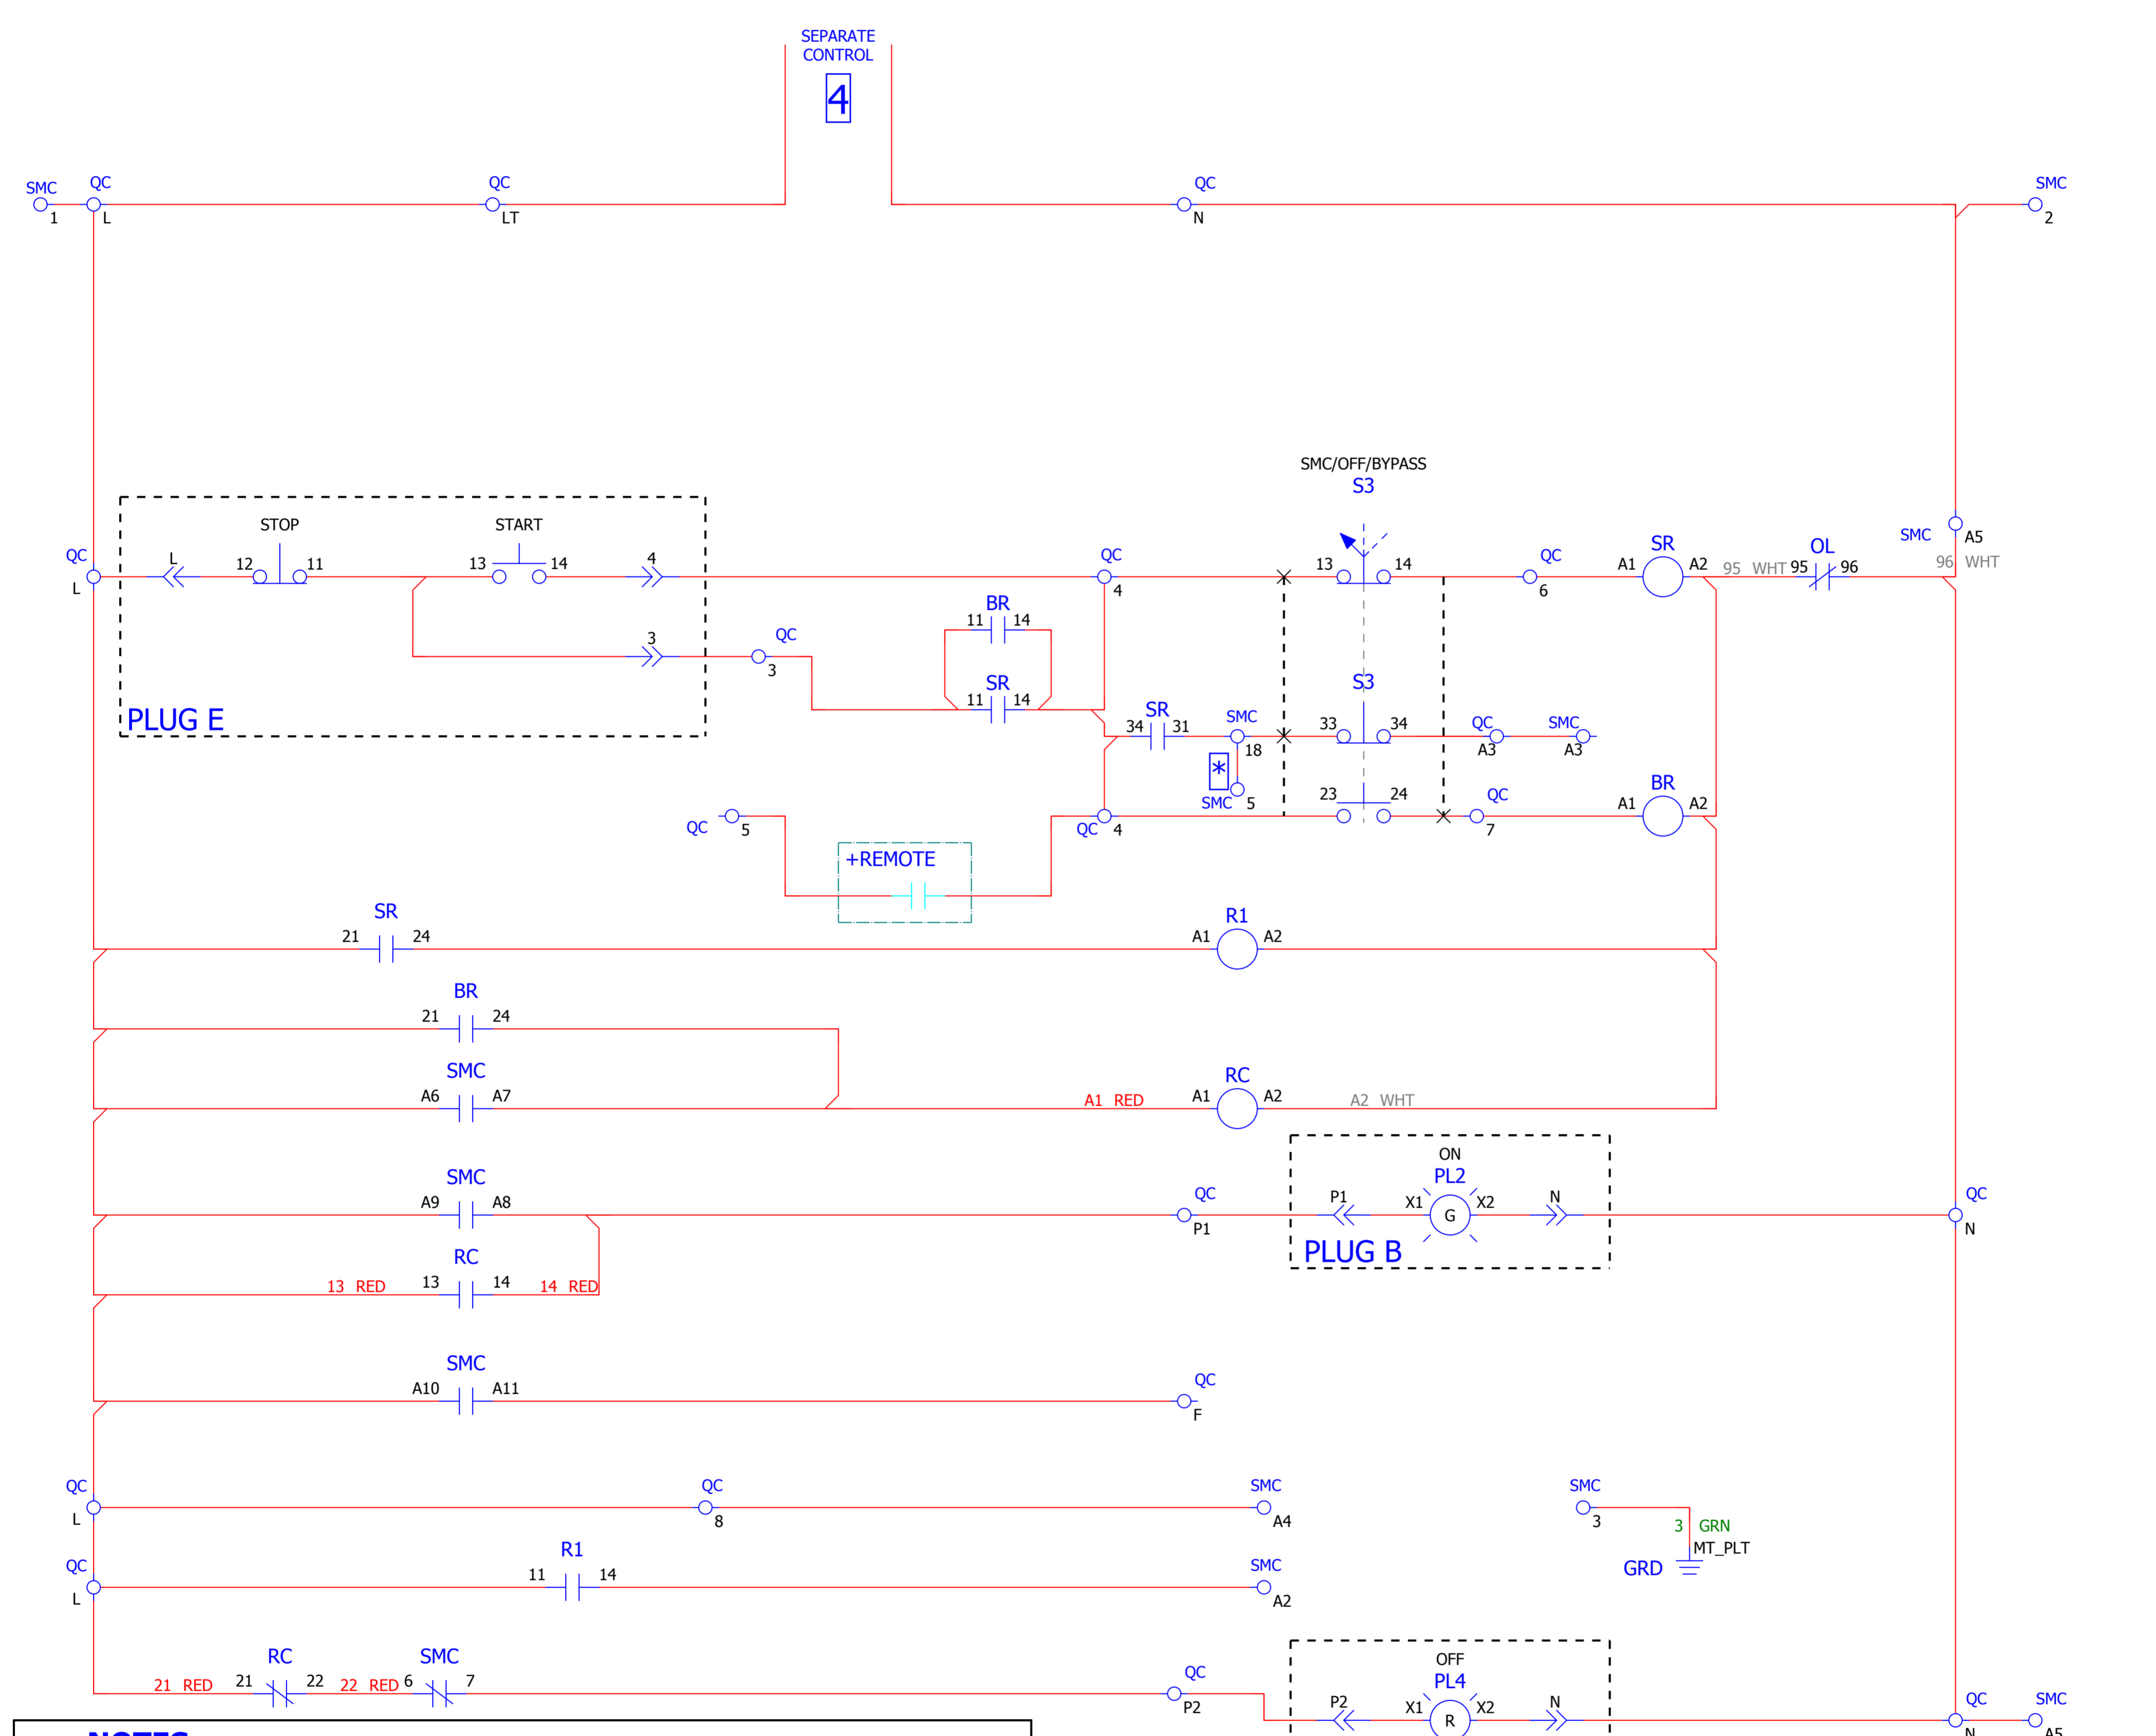 SEPARATE
CONTROL
4
SMC QC QC QC SMC
1 L LT N 2
SMC/OFF/BYPASS
S3
STOP START
QC L 12 11 13 14 4 QC 13 14 QC SR OL SMC A5
L 4 6 A1 A2 95 WHT 95 96 96 WHT
BR
11 14
3 QC
3
SR
11 14
S3
PLUG E
SR SMC QC SMC
34 31 18 33 34 A3 A3
*
SMC 5
BR
23 24 QC A1 A2
QC 5 QC 4 7
+REMOTE
SR R1
21 24 A1 A2
BR
21 24
SMC RC
A6 A7 A1 RED A1 A2 A2 WHT
ON
SMC QC PL2 QC
A9 A8 P1 P1 X1 G X2 N N
PLUG B
RC
13 RED 13 14 14 RED
SMC QC
A10 A11 F
QC QC SMC SMC
L 8 A4 3
3 GRN
MT_PLT
GRD
QC R1 SMC
L 11 14 A2
OFF
RC SMC QC PL4 QC SMC
21 RED 21 22 22 RED 6 7 P2 P2 X1 R X2 N N A5
NOTES